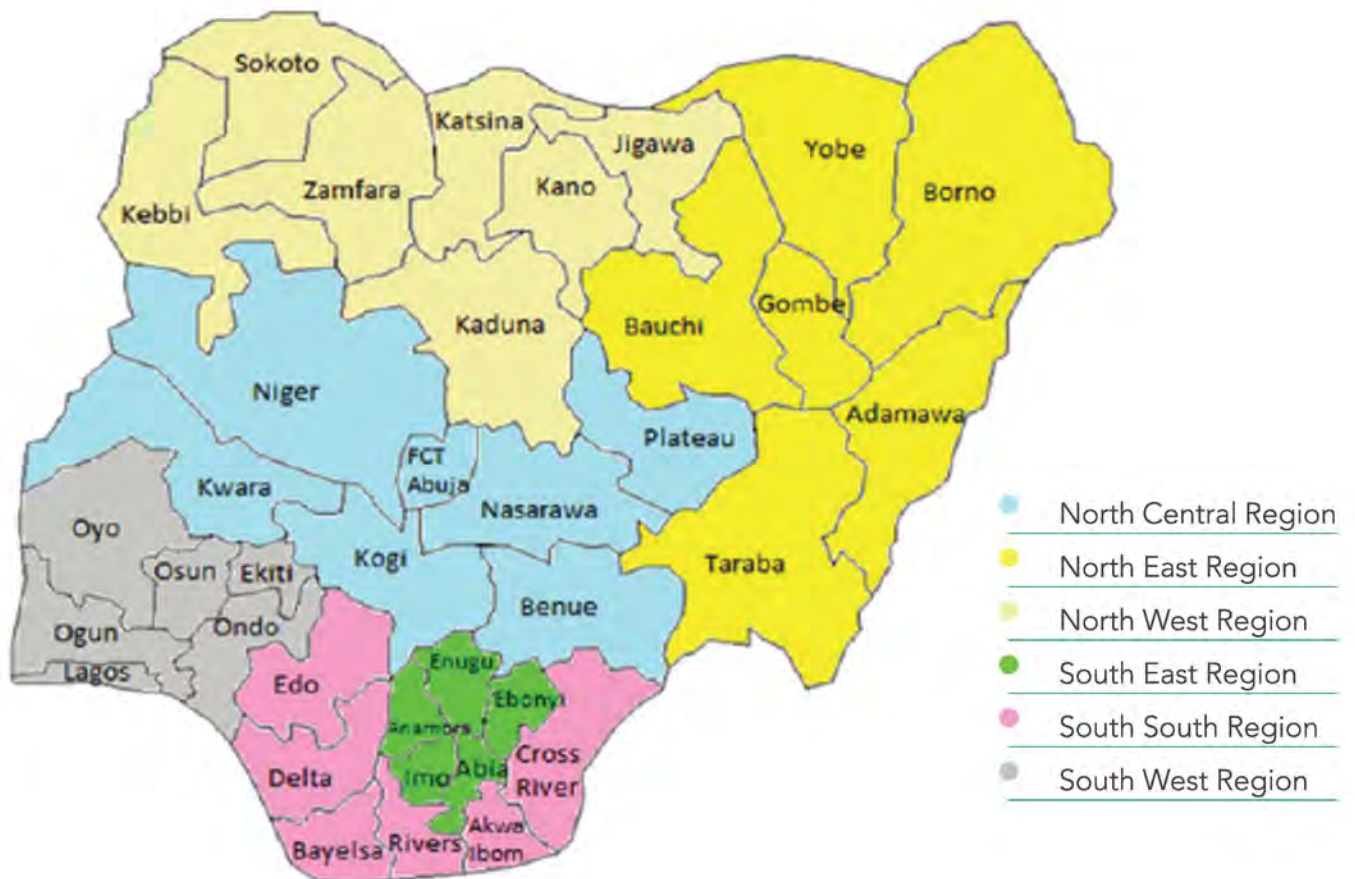 Sokoto
Katsina
Jigawa
Yobe
Borno
Kano
Zamfara
Kebbi
Gombe
Kaduna
Bauchi
Niger
Adamawa
Plateau
FCT
Abuja
Kwara
Nasarawa
Oyo
Kogi
Taraba
Osun
Ekiti
Benue
Ogun
Ondo
Lagos
Enugu
Edo
Ebonyi
Anambra
Cross
River
Delta
Imo
Abia
Akwa
Ibom
Bayelsa
Rivers
North Central Region
North East Region
North West Region
South East Region
South South Region
South West Region